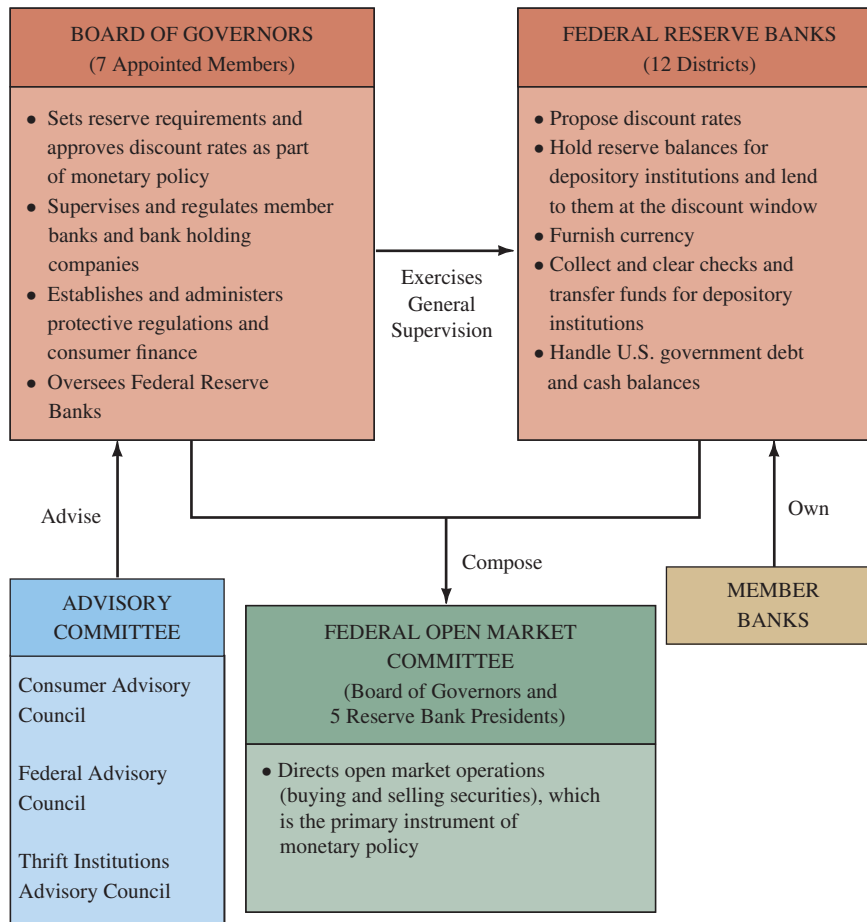 BOARD OF GOVERNORS
(7 Appointed Members)
• Sets reserve requirements and
approves discount rates as part
of monetary policy
• Supervises and regulates member
banks and bank holding
companies
• Establishes and administers
protective regulations and
consumer finance
• Oversees Federal Reserve
Banks
Exercises
General
Supervision
FEDERAL RESERVE BANKS
(12 Districts)
• Propose discount rates
• Hold reserve balances for
depository institutions and lend
to them at the discount window
• Furnish currency
• Collect and clear checks and
transfer funds for depository
institutions
• Handle U.S. government debt
and cash balances
Advise
Compose
Own
ADVISORY
COMMITTEE
Consumer Advisory
Council
Federal Advisory
Council
Thrift Institutions
Advisory Council
FEDERAL OPEN MARKET
COMMITTEE
(Board of Governors and
5 Reserve Bank Presidents)
• Directs open market operations
(buying and selling securities), which
is the primary instrument of
monetary policy
MEMBER
BANKS